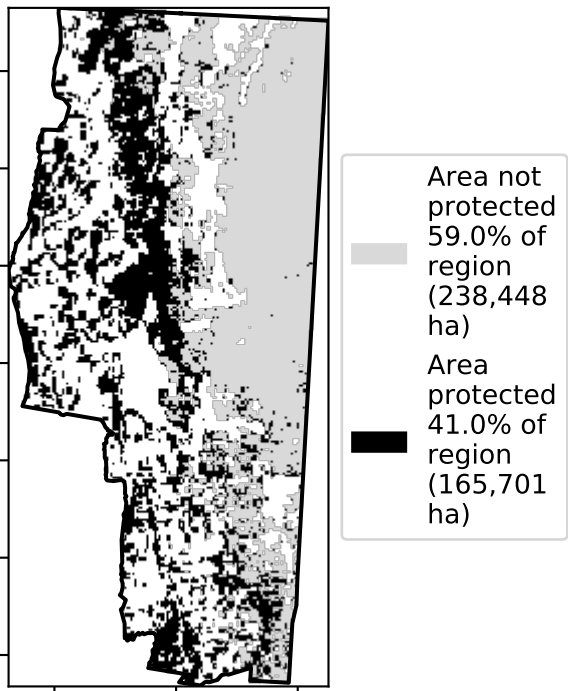 Area not
protected
59.0% of
region
(238,448
ha)
Area
protected
41.0% of
region
(165,701
ha)